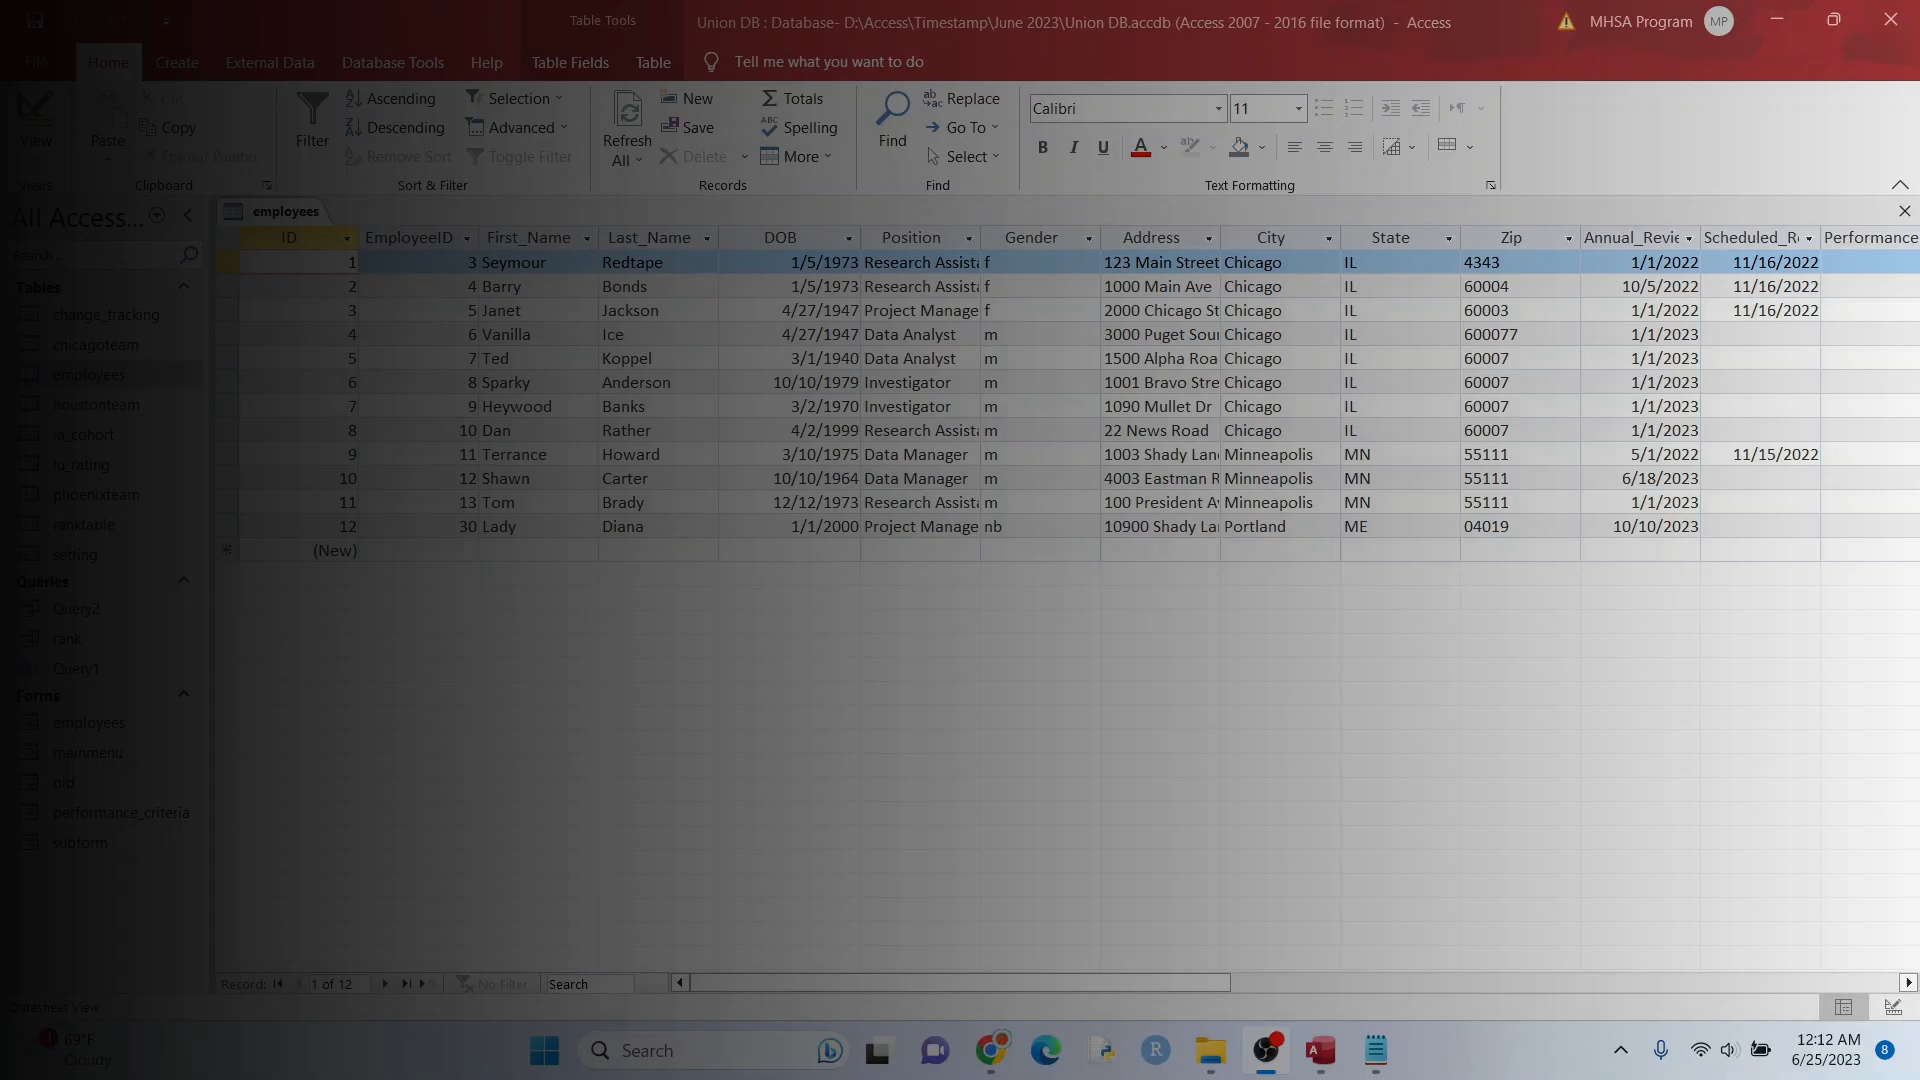 Table Tools
Union DB : Database- D:\Access\Timestamp\June 2023\Union DB.accdb (Access 2007 - 2016 file format) - Access
MHSA Program MP
File Home Create External Data Database Tools Help Table Fields Table Tell me what you want to do
View
Views
Paste
Cut
Copy
Format Painter
Clipboard
Filter
Ascending
Descending
Remove Sort
Selection
Advanced
Toggle Filter
Sort & Filter
Refresh All
New
Save
Delete
Totals
Spelling
More
Records
Find
Replace
Go To
Select
Find
Calibri 11
B I U A
Text Formatting
All Access...
Search...
Tables
change_tracking
chicagoteam
employees
houstonteam
la_cohort
lu_rating
phoenixteam
ranktable
setting
Queries
Query2
rank
Query1
Forms
employees
mainmenu
old
performance_criteria
subform
employees
ID EmployeeID First_Name Last_Name DOB Position Gender Address City State Zip Annual_Revie Scheduled_R Performance
1 3 Seymour Redtape 1/5/1973 Research Assista f 123 Main Street Chicago IL 4343 1/1/2022 11/16/2022
2 4 Barry Bonds 1/5/1973 Research Assista f 1000 Main Ave Chicago IL 60004 10/5/2022 11/16/2022
3 5 Janet Jackson 4/27/1947 Project Manage f 2000 Chicago St Chicago IL 60003 1/1/2022 11/16/2022
4 6 Vanilla Ice 4/27/1947 Data Analyst m 3000 Puget Sou Chicago IL 600077 1/1/2023
5 7 Ted Koppel 3/1/1940 Data Analyst m 1500 Alpha Roa Chicago IL 60007 1/1/2023
6 8 Sparky Anderson 10/10/1979 Investigator m 1001 Bravo Stre Chicago IL 60007 1/1/2023
7 9 Heywood Banks 3/2/1970 Investigator m 1090 Mullet Dr Chicago IL 60007 1/1/2023
8 10 Dan Rather 4/2/1999 Research Assista m 22 News Road Chicago IL 60007 1/1/2023
9 11 Terrance Howard 3/10/1975 Data Manager m 1003 Shady Lan Minneapolis MN 55111 5/1/2022 11/15/2022
10 12 Shawn Carter 10/10/1964 Data Manager m 4003 Eastman R Minneapolis MN 55111 6/18/2023
11 13 Tom Brady 12/12/1973 Research Assista m 100 President A Minneapolis MN 55111 1/1/2023
12 30 Lady Diana 1/1/2000 Project Manage nb 10900 Shady La Portland ME 04019 10/10/2023
(New)
Record: 1 of 12 No Filter Search
Datasheet View
69°F
Cloudy
Search
12:12 AM
6/25/2023
8